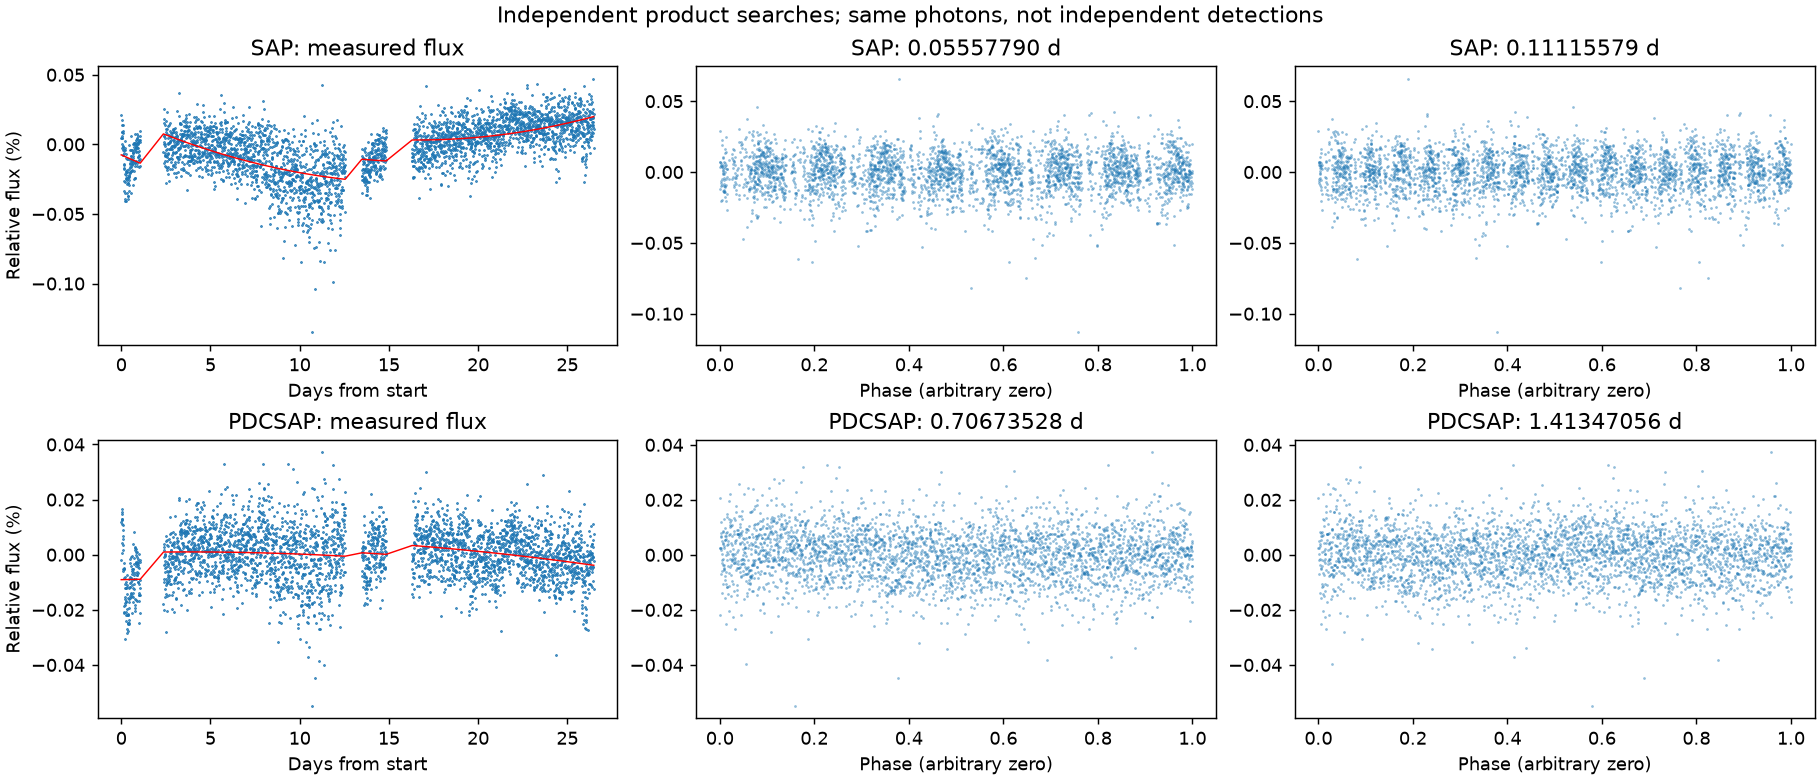 Independent product searches; same photons, not independent detections
SAP: measured flux
SAP: 0.05557790 d
SAP: 0.11115579 d
Relative flux (%)
0.05
0.00
−0.05
−0.10
0 5 10 15 20 25
Days from start
0.05
0.00
−0.05
−0.10
0.0 0.2 0.4 0.6 0.8 1.0
Phase (arbitrary zero)
0.05
0.00
−0.05
−0.10
0.0 0.2 0.4 0.6 0.8 1.0
Phase (arbitrary zero)
PDCSAP: measured flux
PDCSAP: 0.70673528 d
PDCSAP: 1.41347056 d
Relative flux (%)
0.04
0.02
0.00
−0.02
−0.04
0 5 10 15 20 25
Days from start
0.04
0.02
0.00
−0.02
−0.04
0.0 0.2 0.4 0.6 0.8 1.0
Phase (arbitrary zero)
0.04
0.02
0.00
−0.02
−0.04
0.0 0.2 0.4 0.6 0.8 1.0
Phase (arbitrary zero)